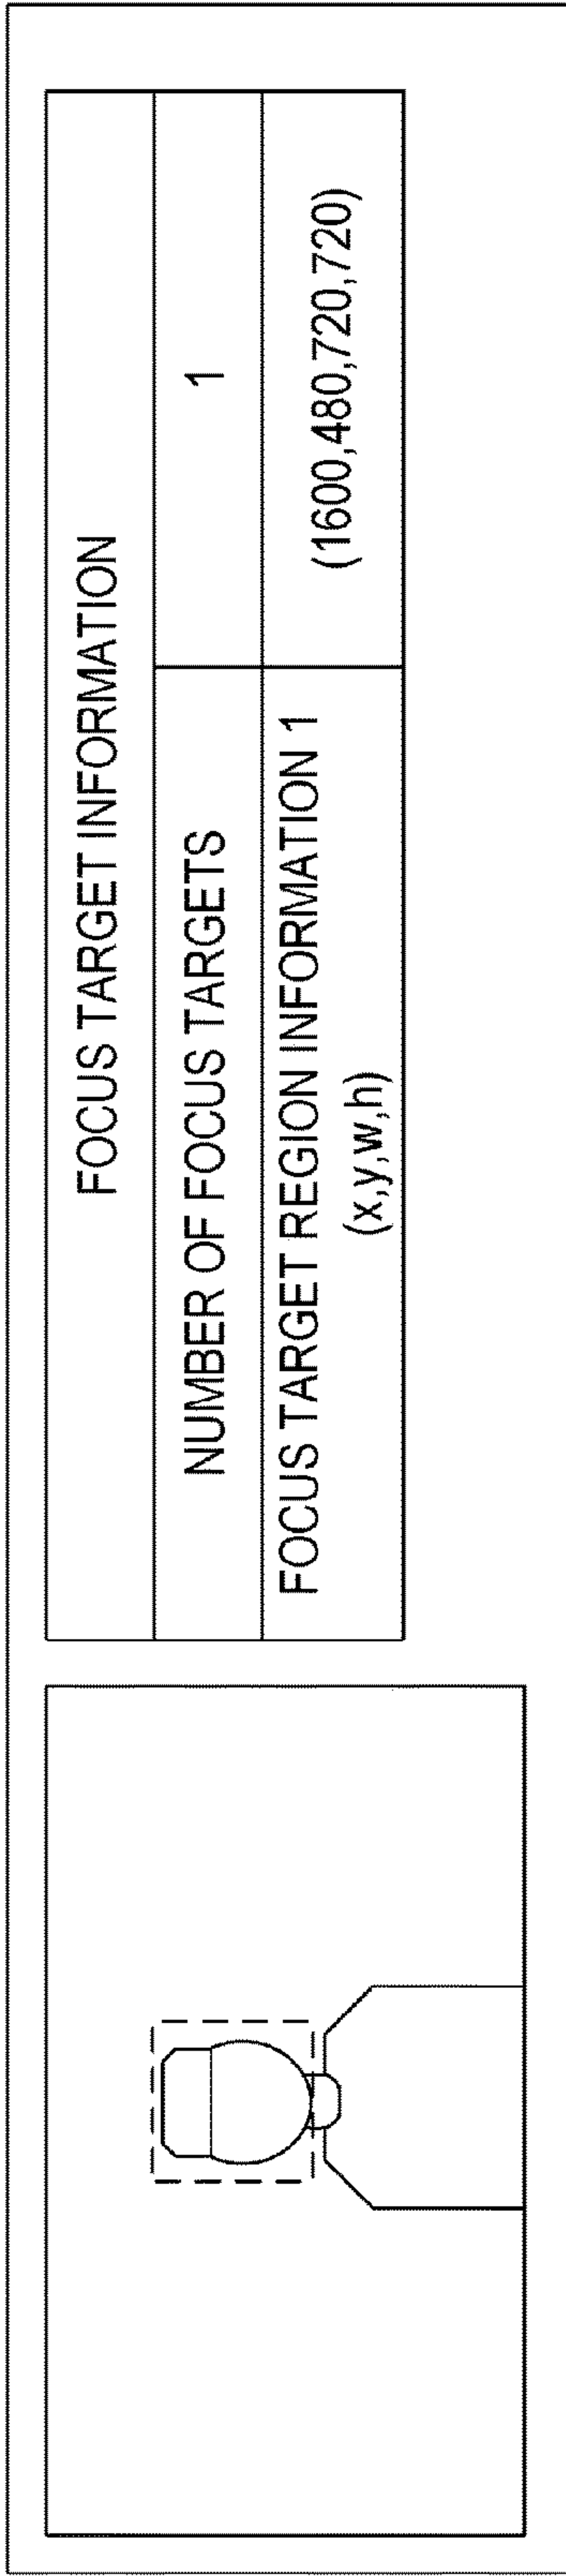 FOCUS TARGET INFORMATION
NUMBER OF FOCUS TARGETS 1
FOCUS TARGET REGION INFORMATION 1
(x,y,w,h)
(1600,480,720,720)